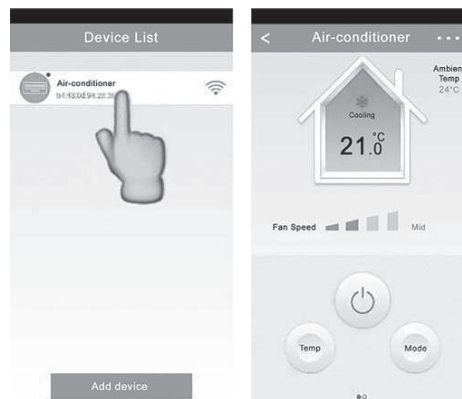 Device List
Air-conditioner
Add device
< Air-conditioner ...
Ambien
Temp
24°C
Cooling
21.0°C
Fan Speed
Mid
Temp
Mode